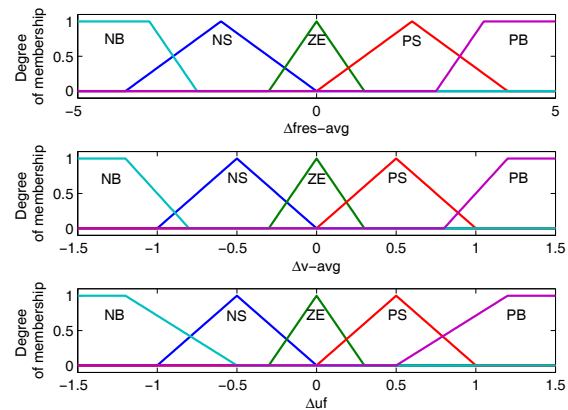 Degree
of membership
1
0.5
0
NB
NS
ZE
PS
PB
−5
0
5
Δfres−avg
Degree
of membership
1
0.5
0
NB
NS
ZE
PS
PB
−1.5
−1
−0.5
0
0.5
1
1.5
Δv−avg
Degree
of membership
1
0.5
0
NB
NS
ZE
PS
PB
−1.5
−1
−0.5
0
0.5
1
1.5
Δuf